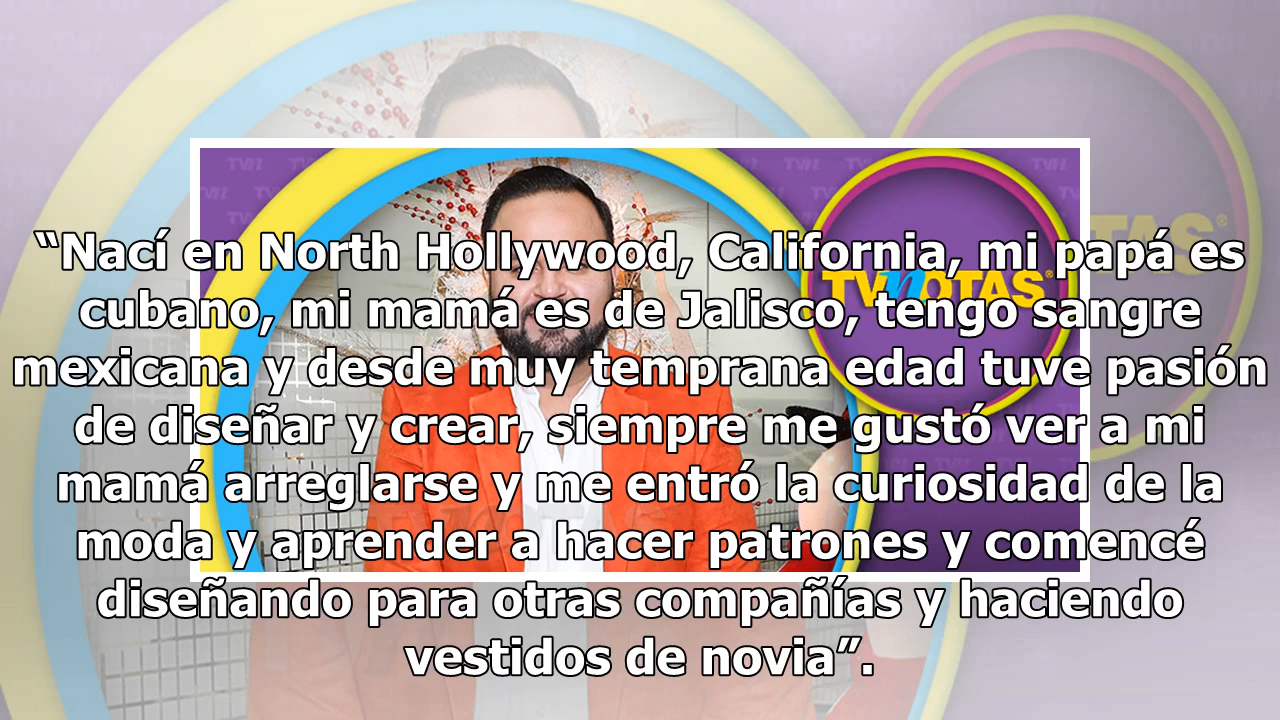 “Nací en North Hollywood, California, mi papá es
cubano, mi mamá es de Jalisco, tengo sangre
mexicana y desde muy temprana edad tuve pasión
de diseñar y crear, siempre me gustó ver a mi
mamá arreglarse y me entró la curiosidad de la
moda y aprender a hacer patrones y comencé
diseñando para otras compañías y haciendo
vestidos de novia”.
TVNOTAS®
TAS®